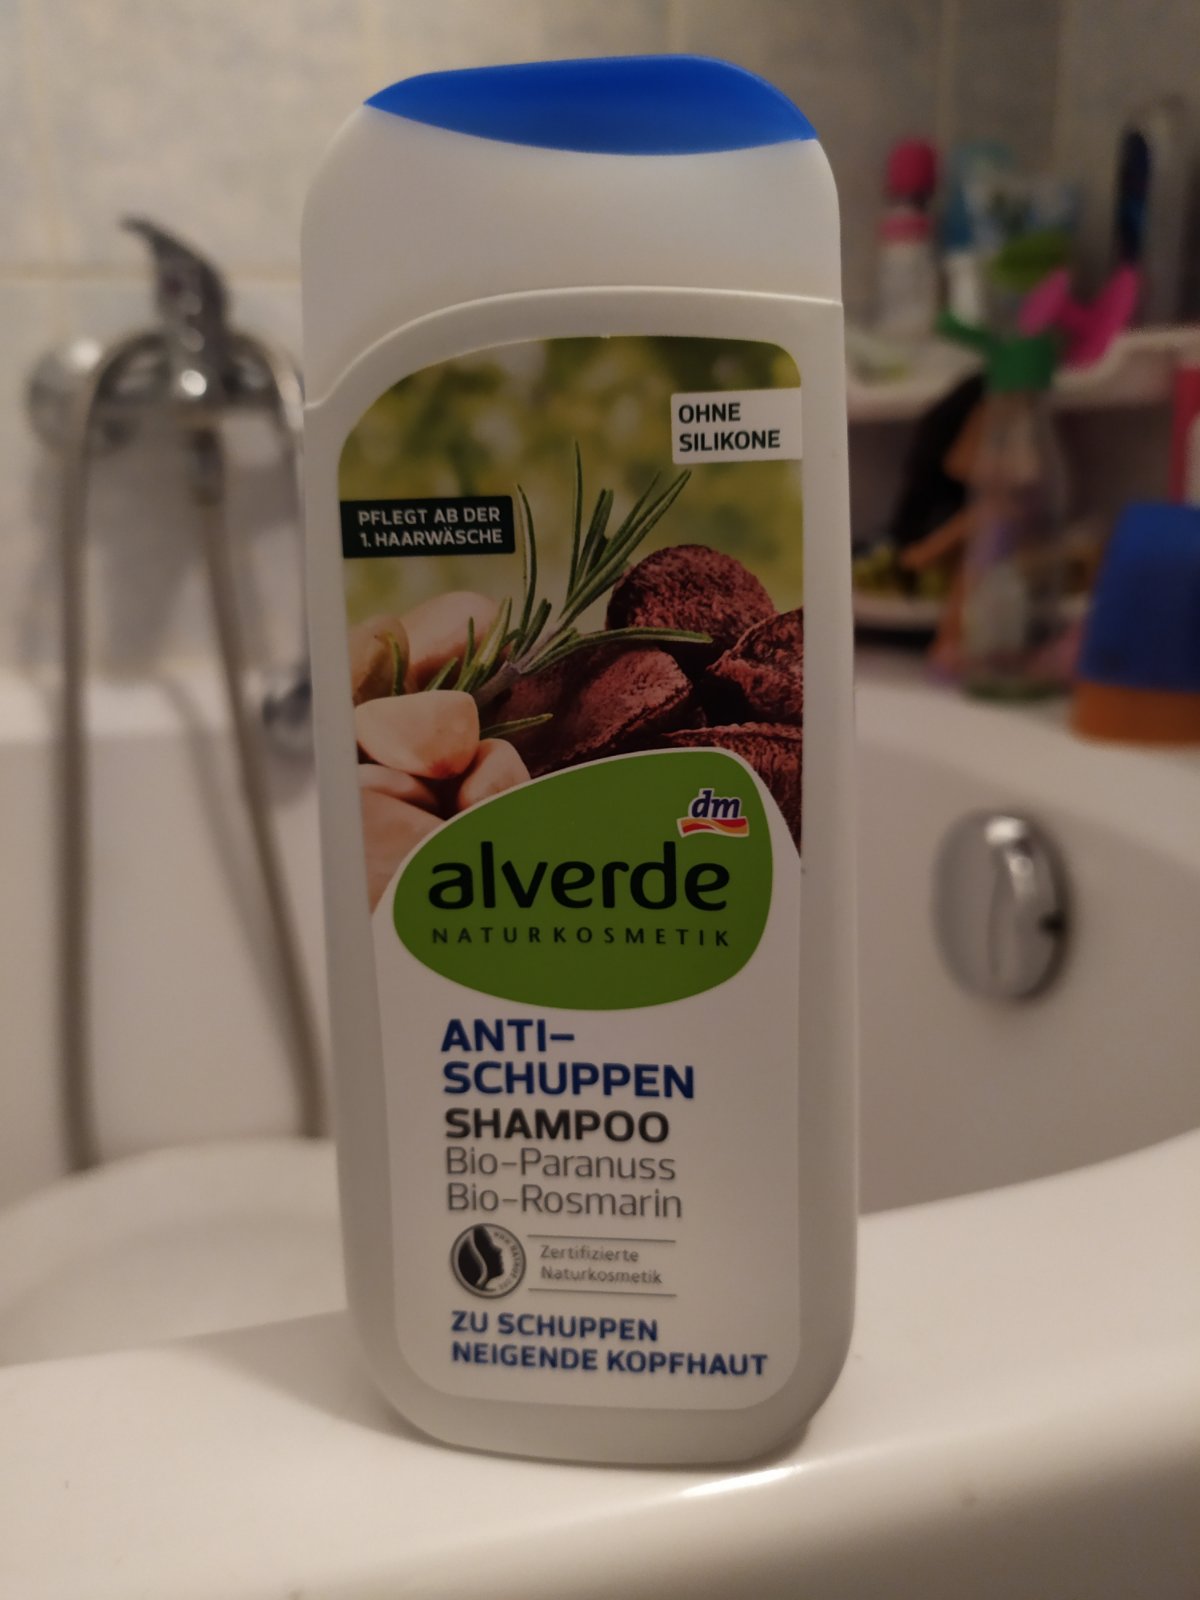 OHNE
SILIKONE
PFLEGT AB DER
1. HAARWÄSCHE
dm
alverde
NATURKOSMETIK
ANTI-
SCHUPPEN
SHAMPOO
Bio-Paranuss
Bio-Rosmarin
Zertifizierte
Naturkosmetik
ZU SCHUPPEN
NEIGENDE KOPFHAUT